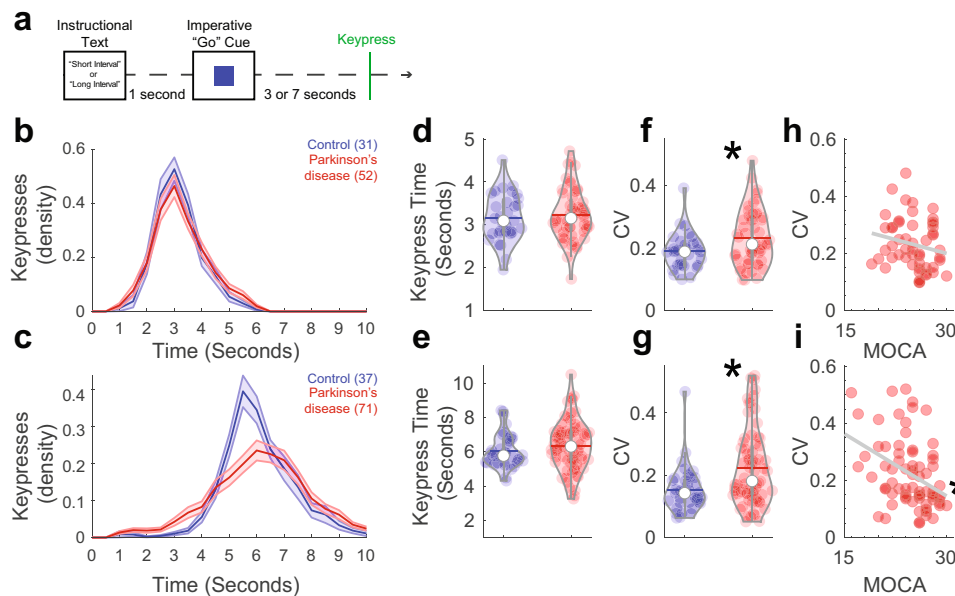 a
Instructional
Text
"Short Interval"
or
"Long Interval"
1 second
Imperative
"Go" Cue
3 or 7 seconds
Keypress
b
Control (31)
Parkinson's
disease (52)
Keypresses
(density)
0.6
0.4
0.2
0
0 1 2 3 4 5 6 7 8 9 10
Time (Seconds)
c
Control (37)
Parkinson's
disease (71)
Keypresses
(density)
0.4
0.3
0.2
0.1
0
0 1 2 3 4 5 6 7 8 9 10
Time (Seconds)
d
Keypress Time
(Seconds)
5
4
3
2
1
e
Keypress Time
(Seconds)
10
8
6
4
2
f
*
CV
0.4
0.2
0
g
*
CV
0.4
0.2
0
h
CV
0.6
0.4
0.2
0
15 30
MOCA
i
CV
0.6
0.4
0.2
0
*
15 30
MOCA